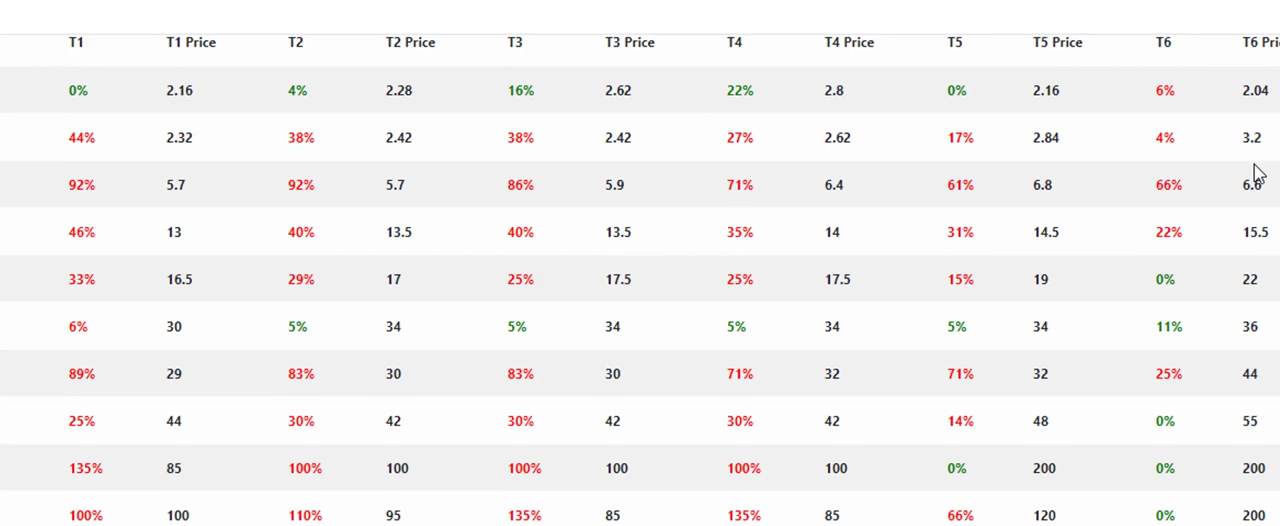 T1 T1 Price T2 T2 Price T3 T3 Price T4 T4 Price T5 T5 Price T6 T6
0% 2.16 4% 2.28 16% 2.62 22% 2.8 0% 2.16 6% 2.04
44% 2.32 38% 2.42 38% 2.42 27% 2.62 17% 2.84 4% 3.2
92% 5.7 92% 5.7 86% 5.9 71% 6.4 61% 6.8 66%
46% 13 40% 13.5 40% 13.5 35% 14 31% 14.5 22% 15.5
33% 16.5 29% 17 25% 17.5 25% 17.5 15% 19 0% 22
6% 30 5% 34 5% 34 5% 34 5% 34 11% 36
89% 29 83% 30 83% 30 71% 32 71% 32 25% 44
25% 44 30% 42 30% 42 30% 42 14% 48 0% 55
135% 85 100% 100 100% 100 100% 100 0% 200 0% 200
100% 100 110% 95 135% 85 135% 85 66% 120 0% 200